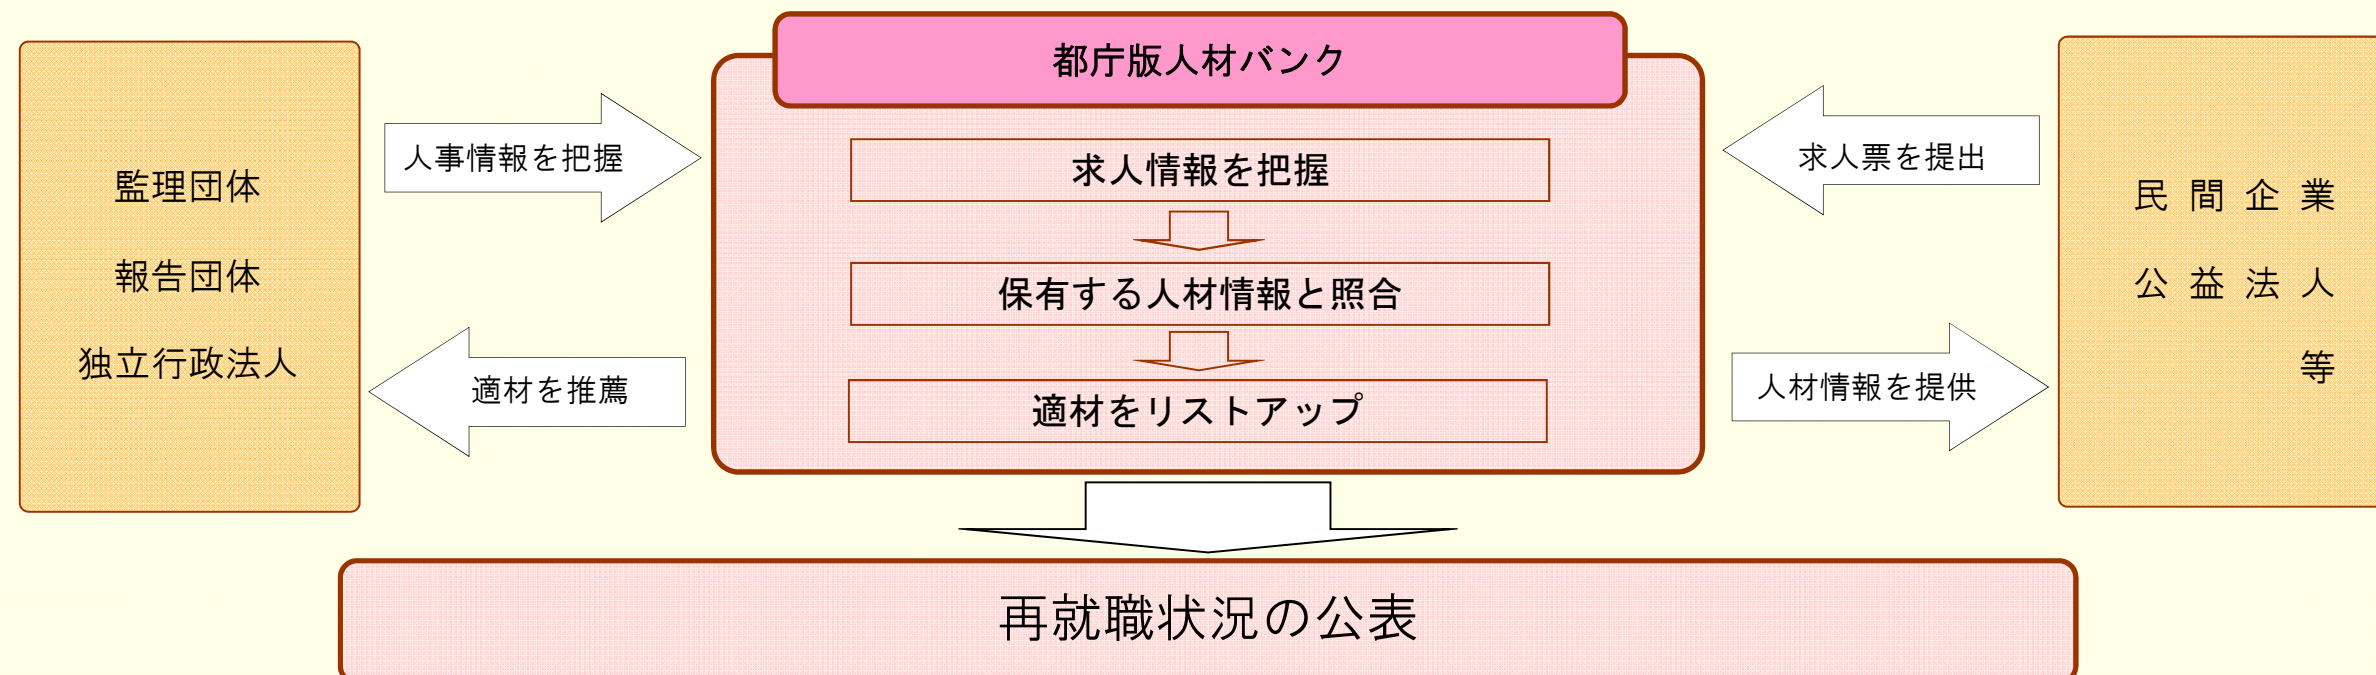 都庁版人材バンク
監理団体
報告団体
独立行政法人
人事情報を把握
適材を推薦
求人情報を把握
保有する人材情報と照合
適材をリストアップ
求人票を提出
人材情報を提供
民間企業
公益法人
等
再就職状況の公表